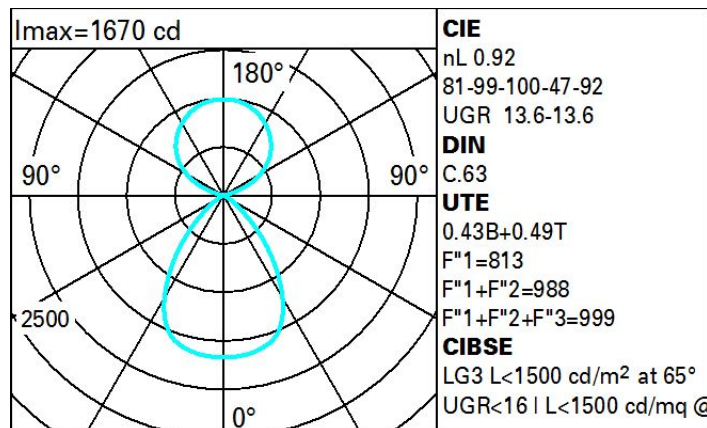 Imax=1670 cd
180°
90°
90°
2500
0°
CIE
nL 0.92
81-99-100-47-92
UGR 13.6-13.6
DIN
C.63
UTE
0.43B+0.49T
F"1=813
F"1+F"2=988
F"1+F"2+F"3=999
CIBSE
LG3 L<1500 cd/m² at 65°
UGR<16 | L<1500 cd/mq @